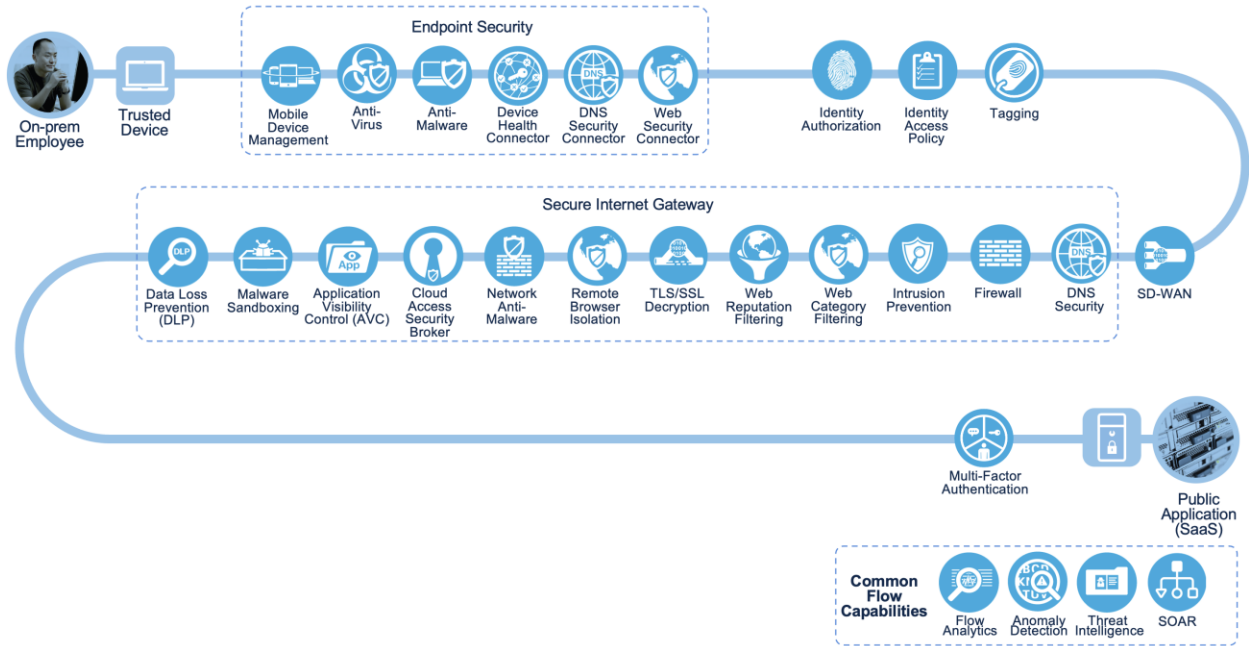 Endpoint Security
On-prem
Employee
Trusted
Device
Mobile
Device
Management
Anti-
Virus
Anti-
Malware
Device
Health
Connector
DNS
DNS
Security
Connector
Web
Security
Connector
Identity
Authorization
Identity
Access
Policy
Tagging
Secure Internet Gateway
DLP
Data Loss
Prevention
(DLP)
Malware
Sandboxing
App
Application
Visibility
Control (AVC)
Cloud
Access
Security
Broker
Network
Anti-
Malware
Remote
Browser
Isolation
TLS/SSL
Decryption
Web
Reputation
Filtering
Web
Category
Filtering
Intrusion
Prevention
Firewall
DNS
DNS
Security
SD-WAN
Multi-Factor
Authentication
Public
Application
(SaaS)
Common
Flow
Capabilities
Flow
Analytics
Anomaly
Detection
Threat
Intelligence
SOAR